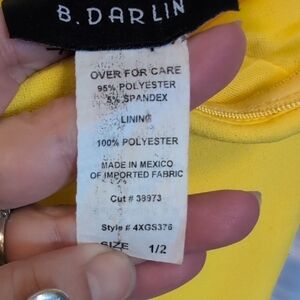 B. DARLIN
OVER FOR CARE
95% POLYESTER
5% SPANDEX
LINING
100% POLYESTER
MADE IN MEXICO
OF IMPORTED FABRIC
Cut # 38973
Style # 4XGS376
SIZE 1/2